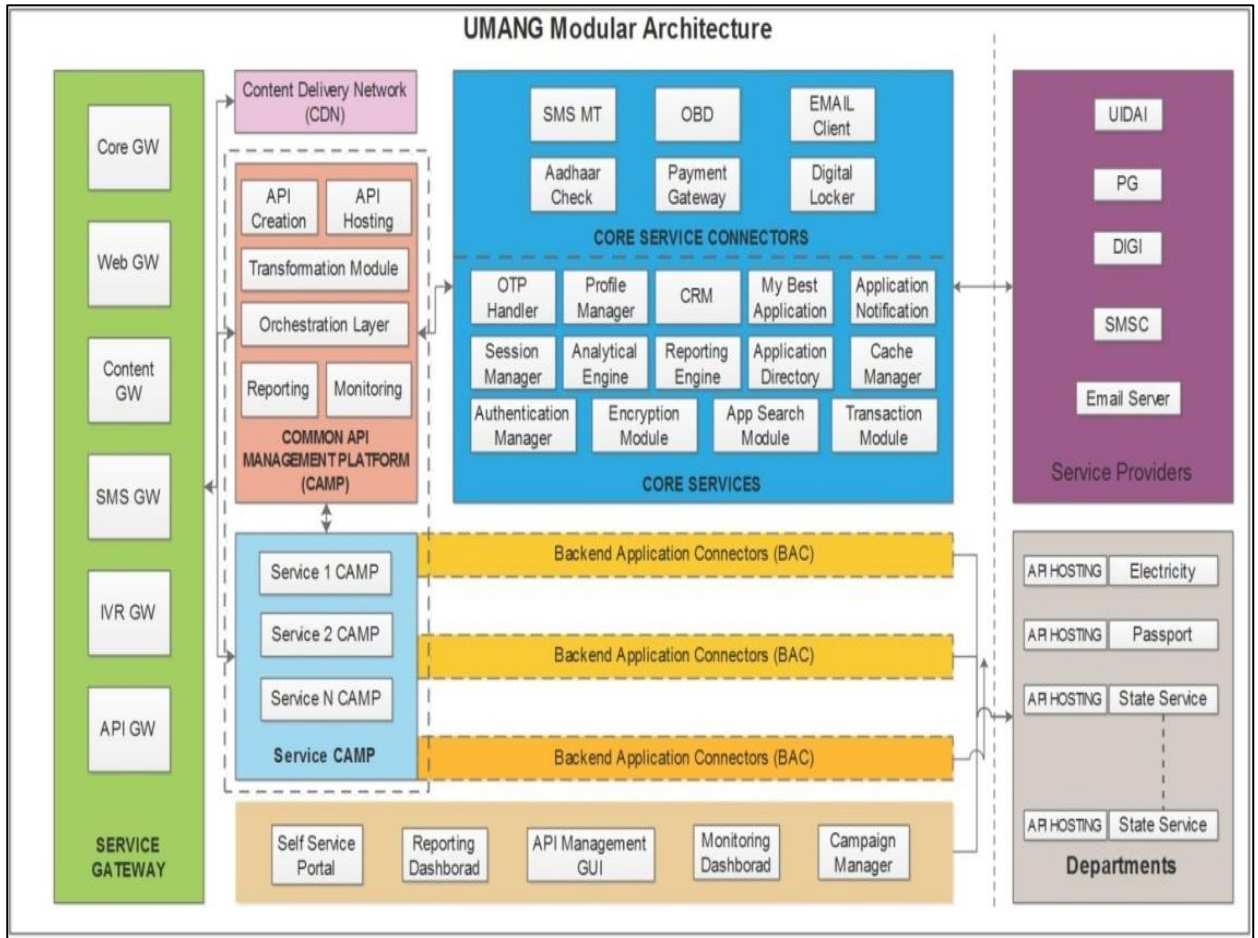 UMANG Modular Architecture
Core GW
Web GW
Content
GW
SMS GW
IVR GW
API GW
SERVICE
GATEWAY
Content Delivery Network
(CDN)
API
Creation
API
Hosting
Transformation Module
Orchestration Layer
Reporting
Monitoring
COMMON API
MANAGEMENT PLATFORM
(CAMP)
Service 1 CAMP
Service 2 CAMP
Service N CAMP
Service CAMP
SMS MT
OBD
EMAIL
Client
Aadhaar
Check
Payment
Gateway
Digital
Locker
CORE SERVICE CONNECTORS
OTP
Handler
Profile
Manager
CRM
My Best
Application
Application
Notification
Session
Manager
Analytical
Engine
Reporting
Engine
Application
Directory
Cache
Manager
Authentication
Manager
Encryption
Module
App Search
Module
Transaction
Module
CORE SERVICES
Backend Application Connectors (BAC)
Backend Application Connectors (BAC)
Backend Application Connectors (BAC)
Self Service
Portal
Reporting
Dashborad
API Management
GUI
Monitoring
Dashborad
Campaign
Manager
UIDAI
PG
DIGI
SMSC
Email Server
Service Providers
API HOSTING
Electricity
API HOSTING
Passport
API HOSTING
State Service
API HOSTING
State Service
Departments